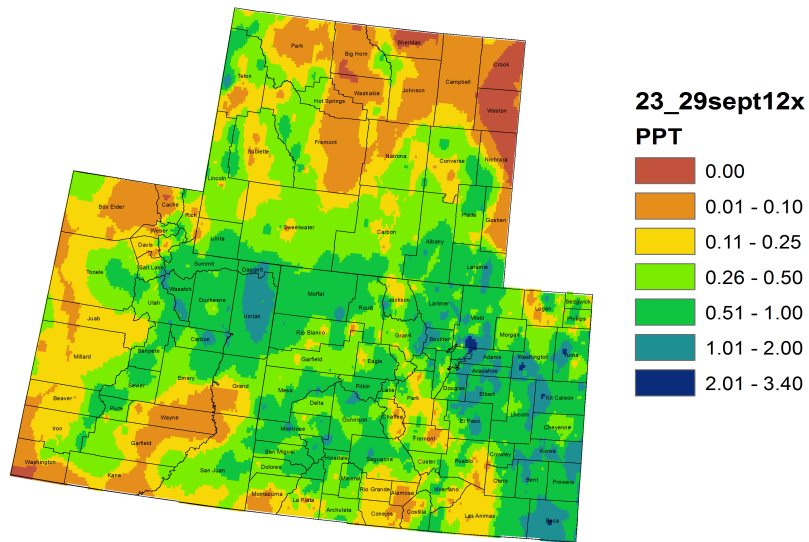 23_29sept12x
PPT
0.00
0.01 - 0.10
0.11 - 0.25
0.26 - 0.50
0.51 - 1.00
1.01 - 2.00
2.01 - 3.40
Sheridan
Park
Big Horn
Crook
Teton
Campbell
Washakie
Johnson
Hot Springs
Weston
Fremont
Sublette
Natrona
Converse
Niobrara
Lincoln
Platte
Goshen
Sweetwater
Carbon
Albany
Uinta
Laramie
Box Elder
Cache
Rich
Weber
Davis
Salt Lake
Summit
Daggett
Tooele
Wasatch
Utah
Duchesne
Uintah
Juab
Carbon
Millard
Sanpete
Emery
Sevier
Grand
Beaver
Piute
Wayne
Iron
Garfield
Washington
Kane
San Juan
Moffat
Routt
Jackson
Larimer
Weld
Logan
Sedgwick
Phillips
Morgan
Rio Blanco
Grand
Boulder
Adams
Washington
Yuma
Garfield
Eagle
Arapahoe
Mesa
Pitkin
Lake
Park
Douglas
Elbert
Kit Carson
Delta
Gunnison
Chaffee
Lincoln
El Paso
Cheyenne
Montrose
Fremont
Kiowa
San Miguel
Hinsdale
Saguache
Custer
Pueblo
Crowley
Dolores
Mineral
Otero
Bent
Prowers
Montezuma
La Plata
Rio Grande
Alamosa
Huerfano
Archuleta
Conejos
Costilla
Las Animas
Baca